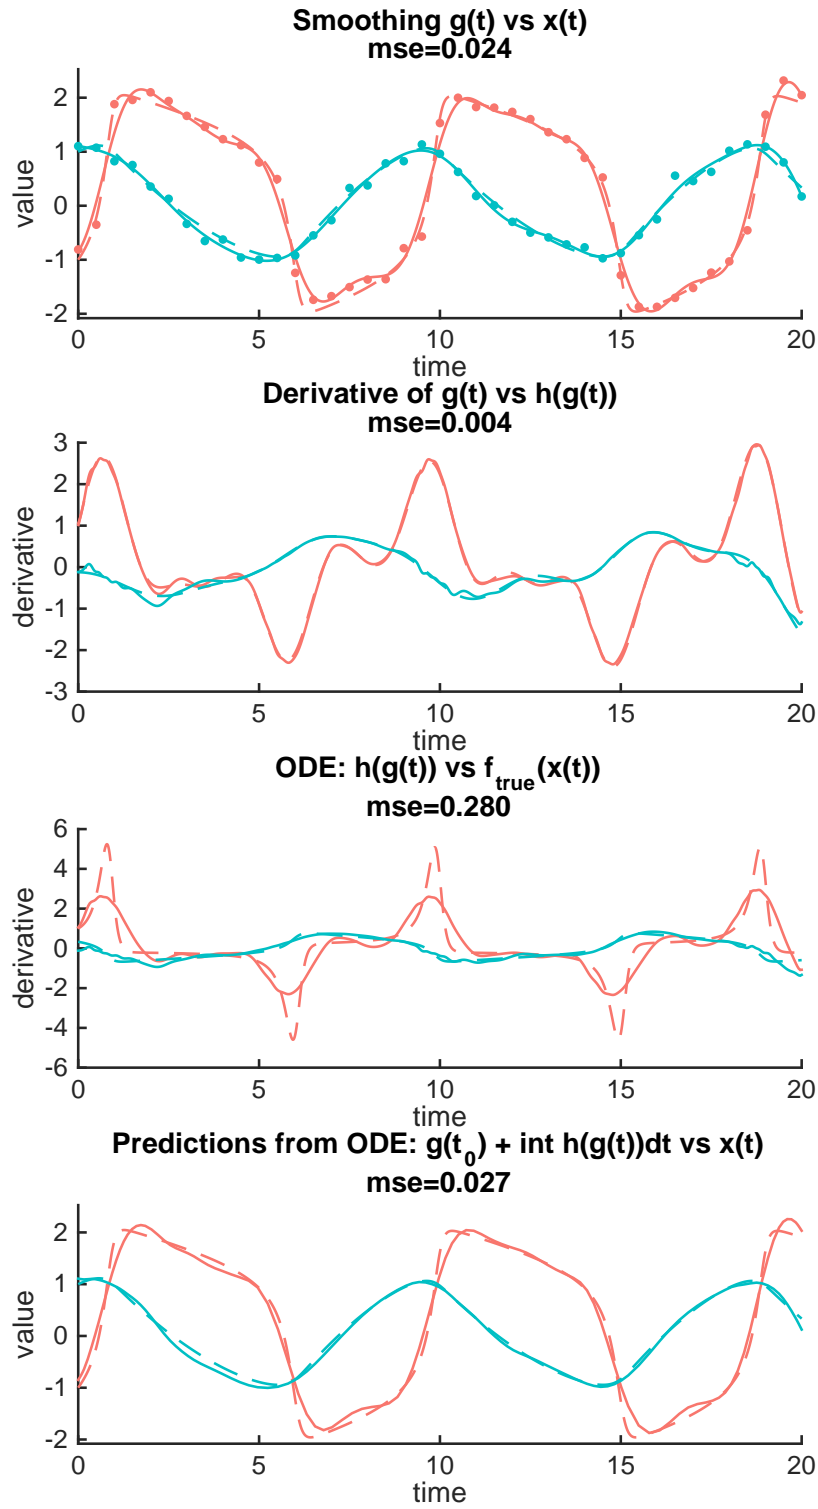 Smoothing g(t) vs x(t)
mse=0.024
value
2
1
0
-1
-2
0 5 10 15 20
time
Derivative of g(t) vs h(g(t))
mse=0.004
derivative
3
2
1
0
-1
-2
-3
0 5 10 15 20
time
ODE: h(g(t)) vs f_true(x(t))
mse=0.280
derivative
6
4
2
0
-2
-4
-6
0 5 10 15 20
time
Predictions from ODE: g(t_0) + int h(g(t))dt vs x(t)
mse=0.027
value
2
1
0
-1
-2
0 5 10 15 20
time